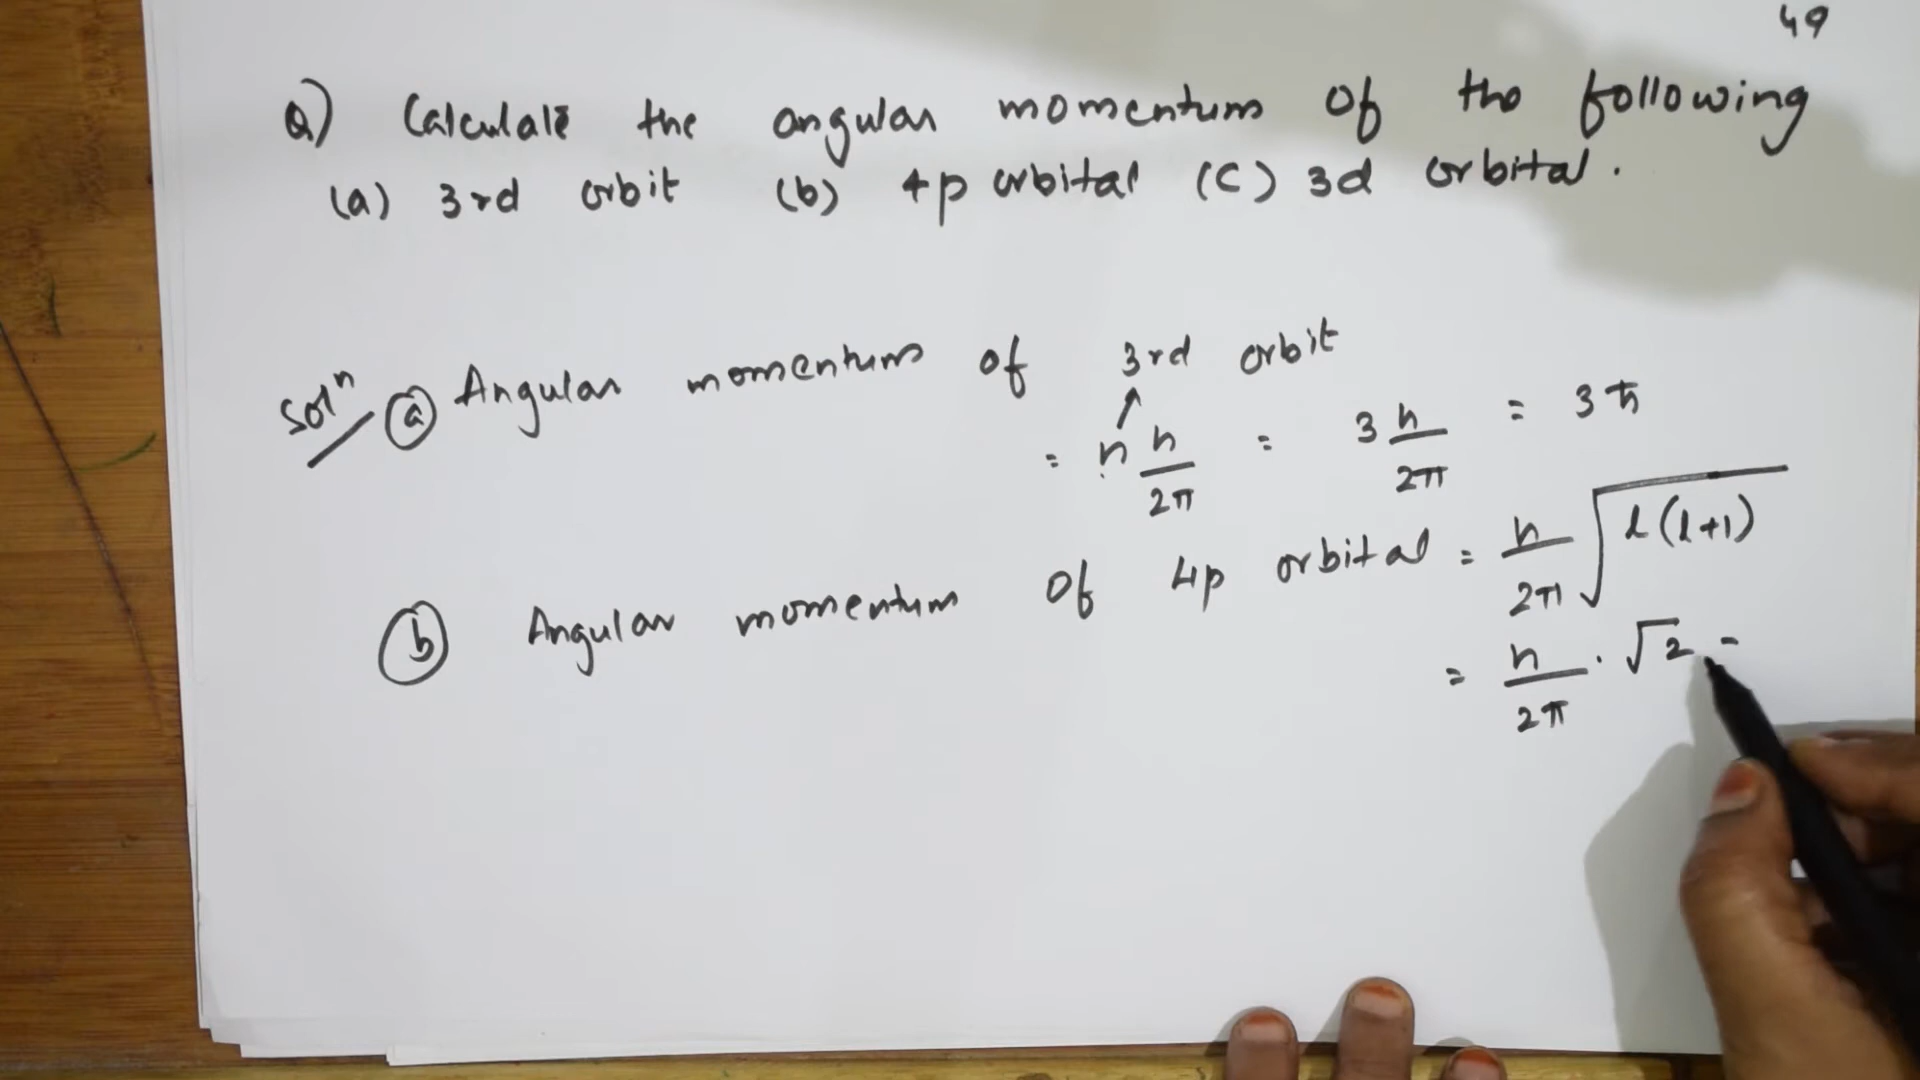 49
Q) Calculate the angular momentum of the following
(a) 3rd orbit (b) 4p orbital (C) 3d orbital.
Solⁿ (a) Angular momentum of 3rd orbit
= n h/2π = 3 h/2π = 3ħ
(b) Angular momentum of 4p orbital = h/2π √l(l+1)
= h/2π . √2 =